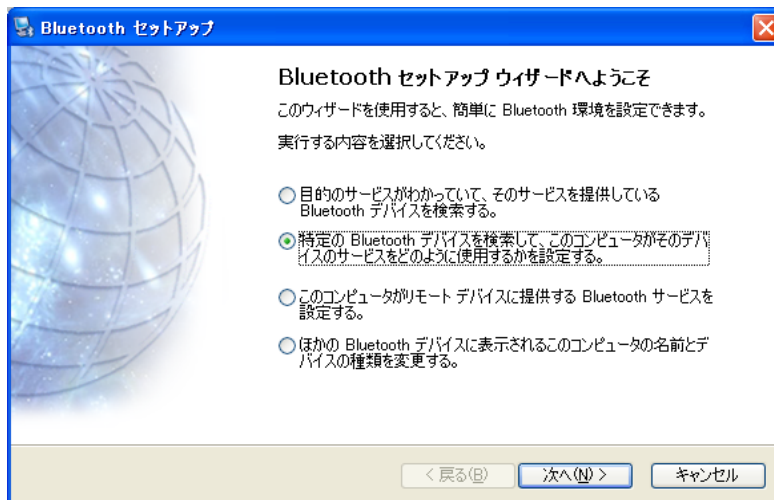 Bluetooth セットアップ
Bluetooth セットアップ ウィザードへようこそ
このウィザードを使用すると、簡単に Bluetooth 環境を設定できます。
実行する内容を選択してください。
目的のサービスがわかっていて、そのサービスを提供している
Bluetooth デバイスを検索する。
特定の Bluetooth デバイスを検索して、このコンピュータがそのデバ
イスのサービスをどのように使用するかを設定する。
このコンピュータがリモート デバイスに提供する Bluetooth サービスを
設定する。
ほかの Bluetooth デバイスに表示されるこのコンピュータの名前とデ
バイスの種類を変更する。
< 戻る(B)
次へ(N) >
キャンセル